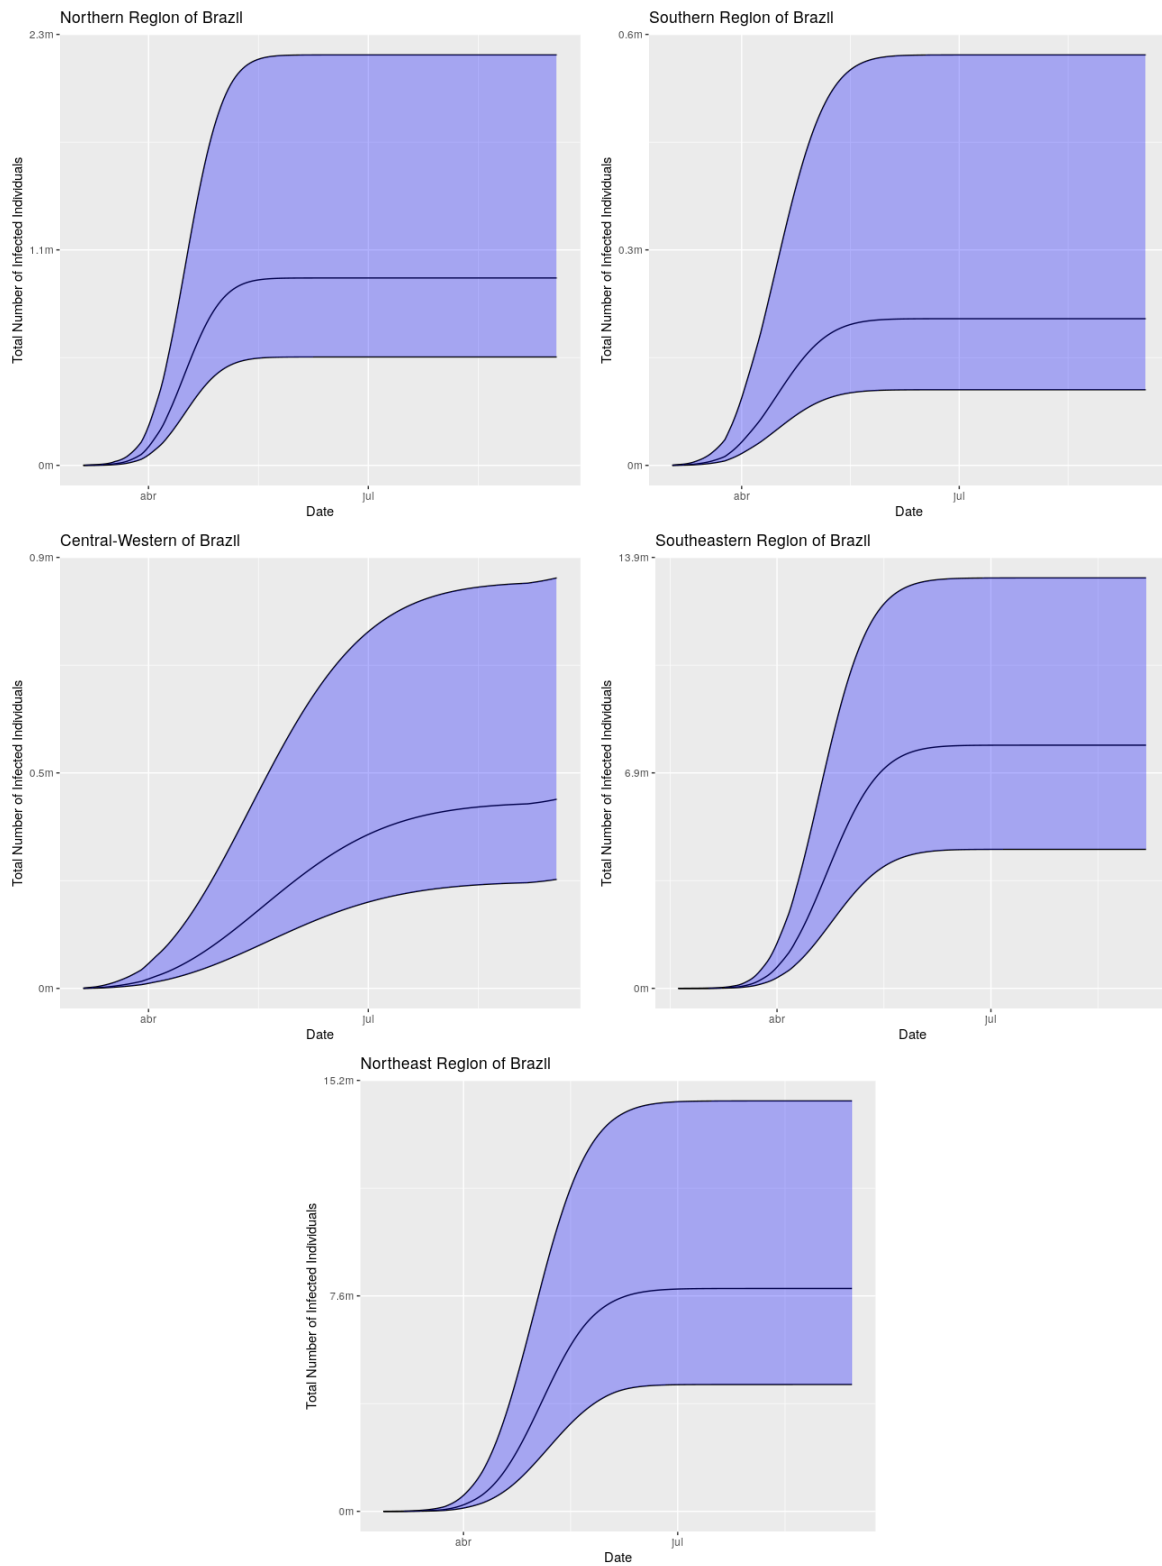 Northern Region of Brazil
2.3m
1.1m
0m
Total Number of Infected Individuals
abr
jul
Date
Southern Region of Brazil
0.6m
0.3m
0m
Total Number of Infected Individuals
abr
jul
Date
Central-Western of Brazil
0.9m
0.5m
0m
Total Number of Infected Individuals
abr
jul
Date
Southeastern Region of Brazil
13.9m
6.9m
0m
Total Number of Infected Individuals
abr
jul
Date
Northeast Region of Brazil
15.2m
7.6m
0m
Total Number of Infected Individuals
abr
jul
Date